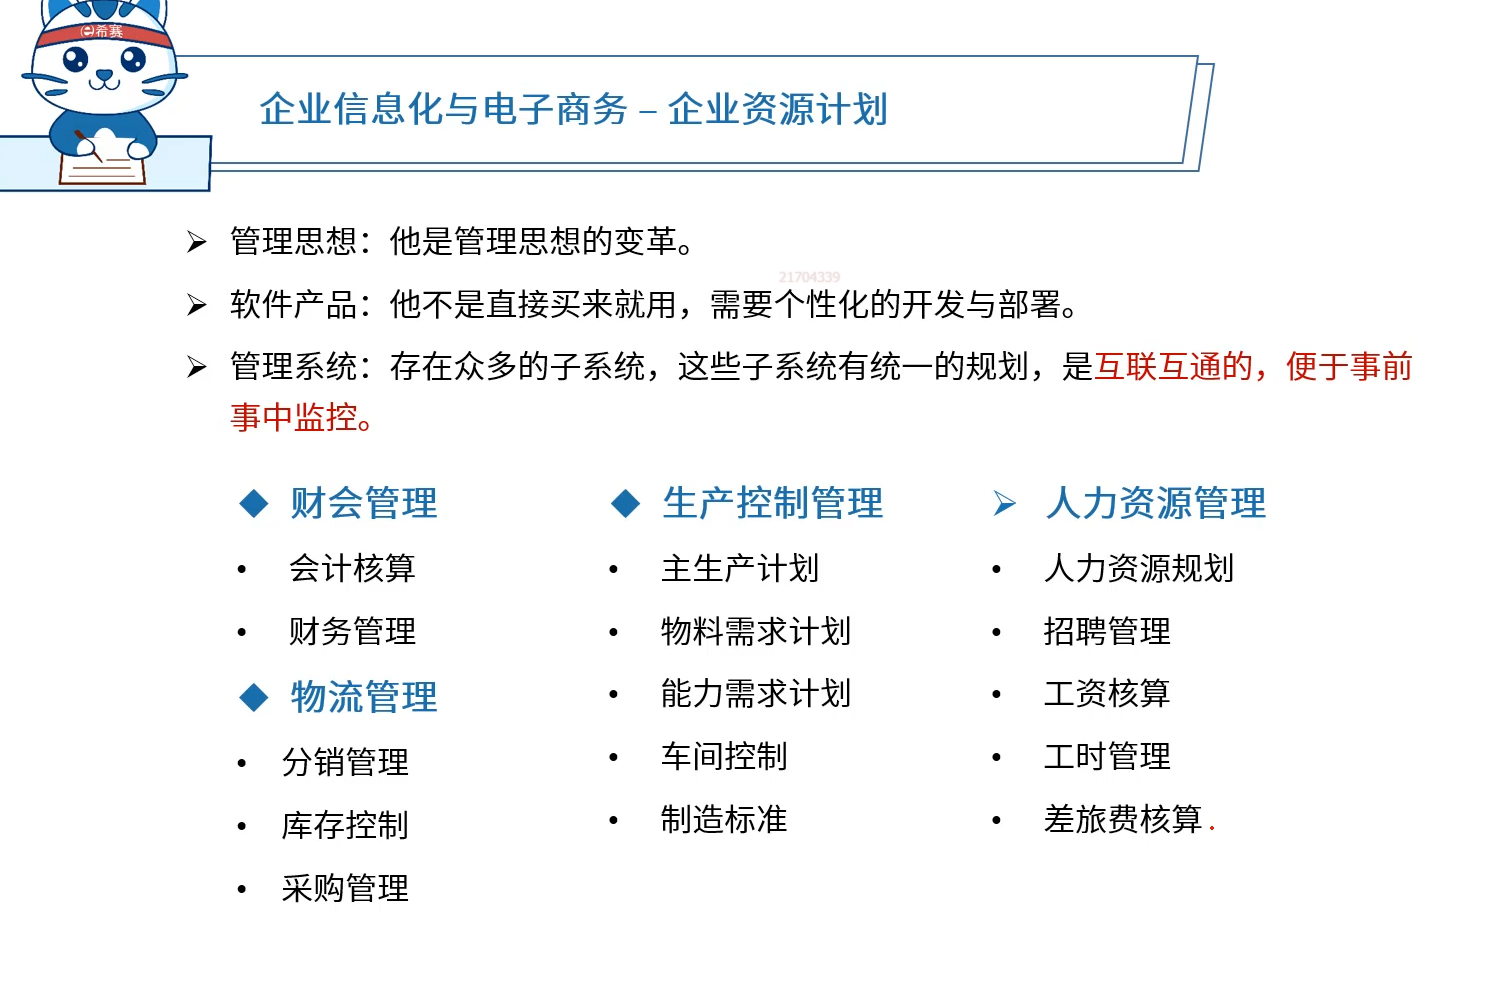 e希赛
企业信息化与电子商务 – 企业资源计划
➢ 管理思想：他是管理思想的变革。
21704339
➢ 软件产品：他不是直接买来就用，需要个性化的开发与部署。
➢ 管理系统：存在众多的子系统，这些子系统有统一的规划，是互联互通的，便于事前
事中监控。
◆ 财会管理
• 会计核算
• 财务管理
◆ 物流管理
• 分销管理
• 库存控制
• 采购管理
◆ 生产控制管理
• 主生产计划
• 物料需求计划
• 能力需求计划
• 车间控制
• 制造标准
➢ 人力资源管理
• 人力资源规划
• 招聘管理
• 工资核算
• 工时管理
• 差旅费核算